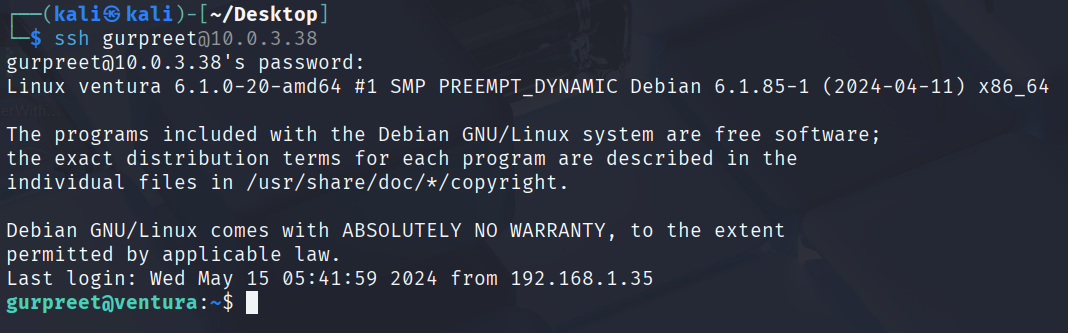 ┌──(kali㉿kali)-[~/Desktop]
└─$ ssh gurpreet@10.0.3.38
gurpreet@10.0.3.38's password:
Linux ventura 6.1.0-20-amd64 #1 SMP PREEMPT_DYNAMIC Debian 6.1.85-1 (2024-04-11) x86_64
The programs included with the Debian GNU/Linux system are free software;
the exact distribution terms for each program are described in the
individual files in /usr/share/doc/*/copyright.
Debian GNU/Linux comes with ABSOLUTELY NO WARRANTY, to the extent
permitted by applicable law.
Last login: Wed May 15 05:41:59 2024 from 192.168.1.35
gurpreet@ventura:~$